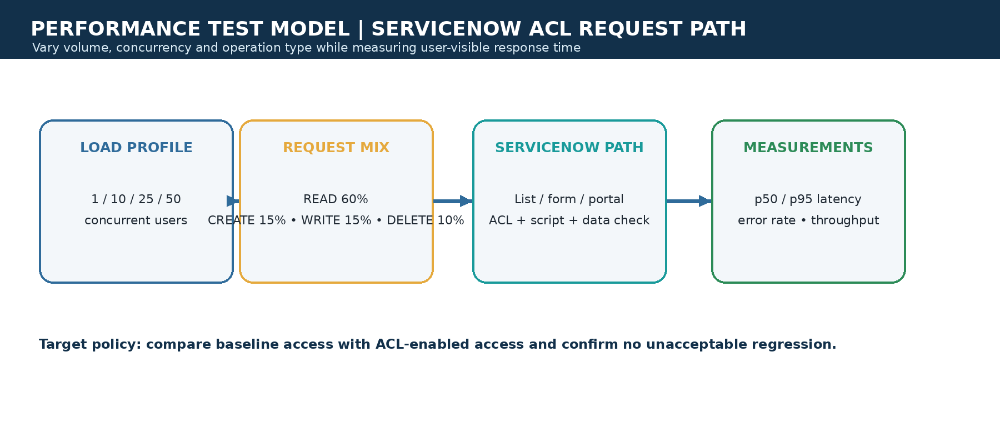 PERFORMANCE TEST MODEL | SERVICENOW ACL REQUEST PATH
Vary volume, concurrency and operation type while measuring user-visible response time
LOAD PROFILE
1 / 10 / 25 / 50
concurrent users
REQUEST MIX
READ 60%
CREATE 15% • WRITE 15% • DELETE 10%
SERVICENOW PATH
List / form / portal
ACL + script + data check
MEASUREMENTS
p50 / p95 latency
error rate • throughput
Target policy: compare baseline access with ACL-enabled access and confirm no unacceptable regression.